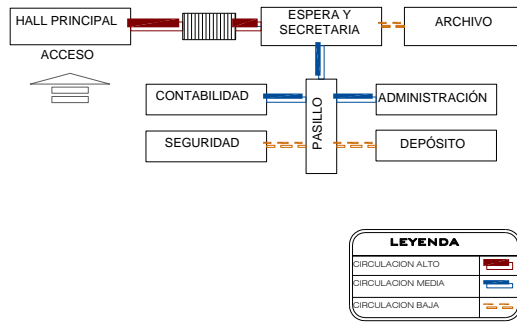 HALL PRINCIPAL
ESPERA Y
SECRETARIA
ARCHIVO
ACCESO
CONTABILIDAD
ADMINISTRACIÓN
PASILLO
SEGURIDAD
DEPÓSITO
LEYENDA
CIRCULACION ALTO
CIRCULACION MEDIA
CIRCULACION BAJA